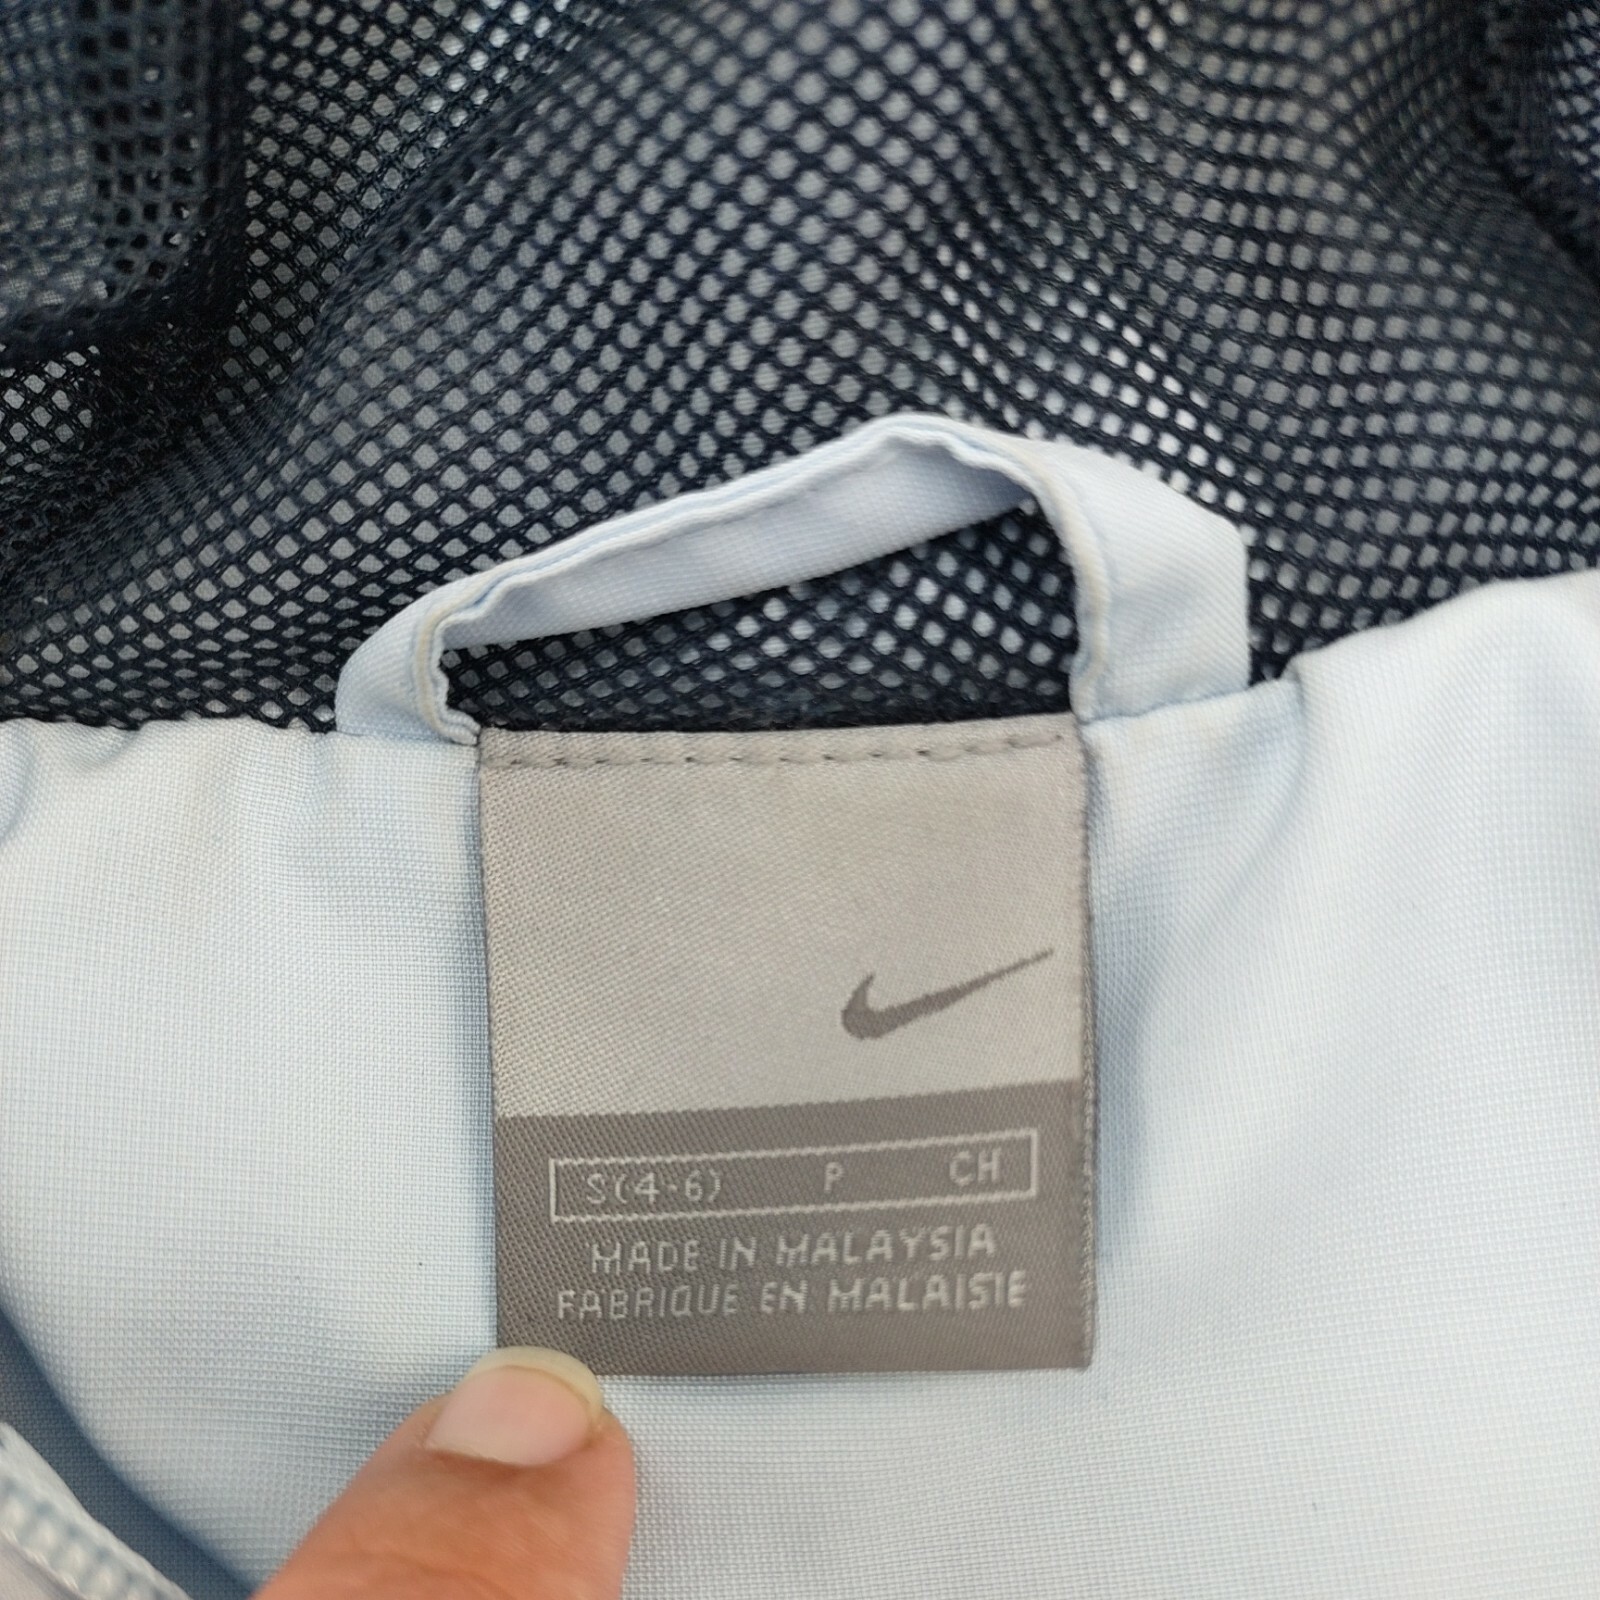 S(4-6) P CH
MADE IN MALAYSIA
FABRIQUE EN MALAISIE